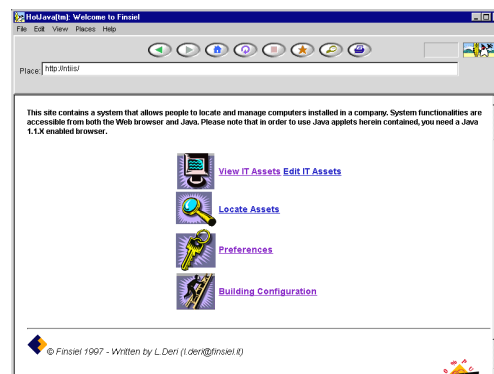 HotJava(tm): Welcome to Finsiel
File Edit View Places Help
Place: http://ntiis/
This site contains a system that allows people to locate and manage computers installed in a company. System functionalities are
accessible from both the Web browser and Java. Please note that in order to use Java applets herein contained, you need a Java
1.1.X enabled browser.
View IT Assets Edit IT Assets
Locate Assets
Preferences
Building Configuration
© Finsiel 1997 - Written by L.Deri (l.deri@finsiel.it)